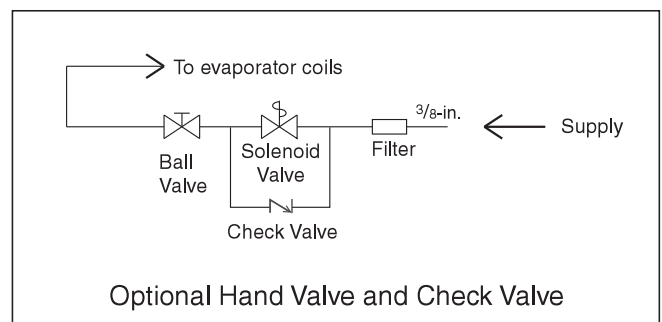 To evaporator coils
3/8-in.
Supply
Ball
Valve
Solenoid
Valve
Filter
Check Valve
Optional Hand Valve and Check Valve